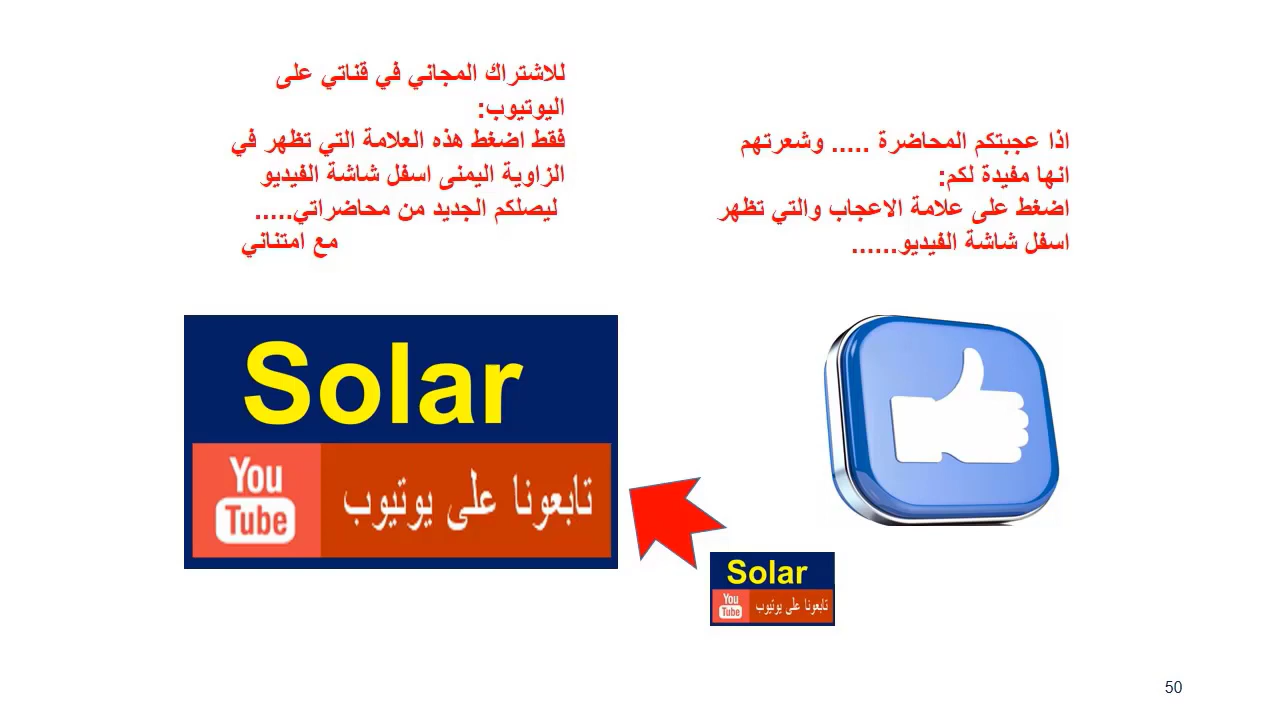 اذا عجبتكم المحاضرة ..... وشعرتهم
انها مفيدة لكم:
اضغط على علامة الاعجاب والتي تظهر
اسفل شاشة الفيديو......
للاشتراك المجاني في قناتي على
اليوتيوب:
فقط اضغط هذه العلامة التي تظهر في
الزاوية اليمنى اسفل شاشة الفيديو
ليصلكم الجديد من محاضراتي.....
مع امتناني
Solar
You
Tube
تابعونا على يوتيوب
Solar
You
Tube
تابعونا على يوتيوب
50